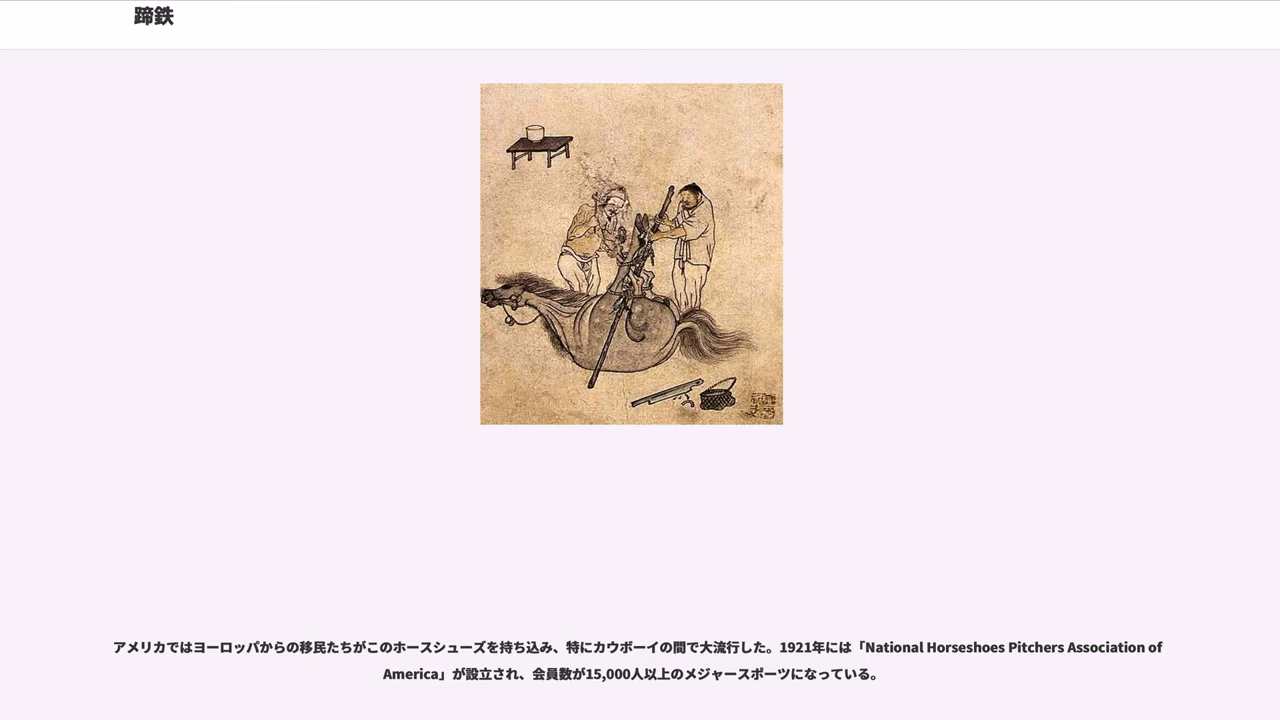 蹄鉄
アメリカではヨーロッパからの移民たちがこのホースシューズを持ち込み、特にカウボーイの間で大流行した。1921年には「National Horseshoes Pitchers Association of
America」が設立され、会員数が15,000人以上のメジャースポーツになっている。